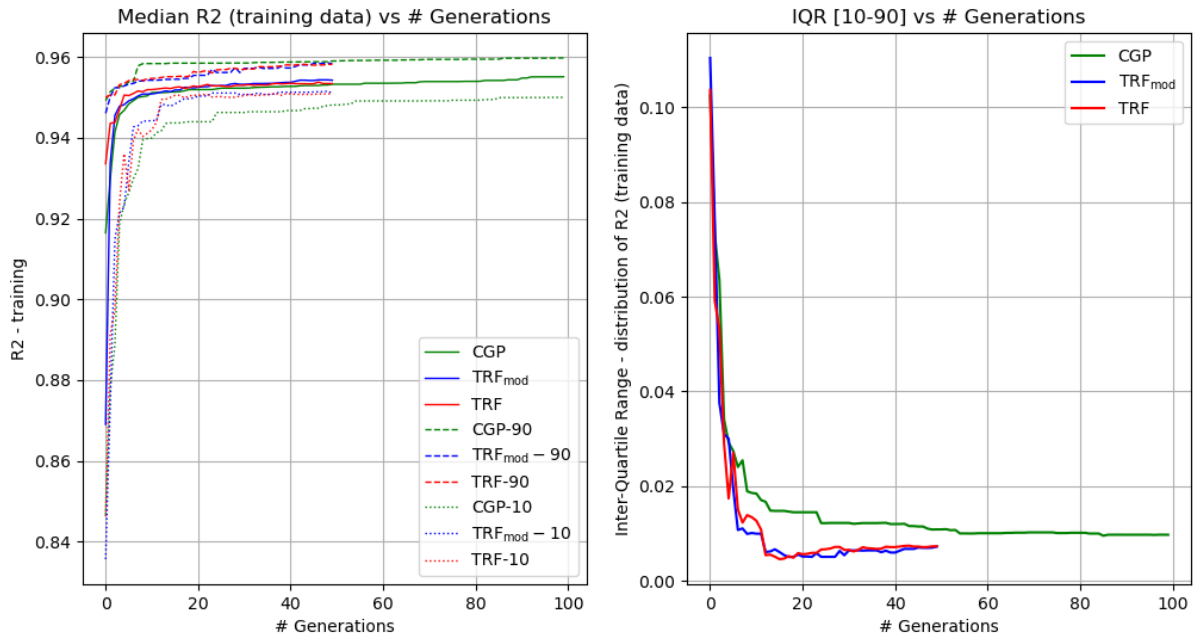 Median R2 (training data) vs # Generations
R2 - training
0.96
0.94
0.92
0.90
0.88
0.86
0.84
CGP
TRFmod
TRF
CGP-90
TRFmod − 90
TRF-90
CGP-10
TRFmod − 10
TRF-10
0 20 40 60 80 100
# Generations
IQR [10-90] vs # Generations
Inter-Quartile Range - distribution of R2 (training data)
0.10
0.08
0.06
0.04
0.02
0.00
CGP
TRFmod
TRF
0 20 40 60 80 100
# Generations